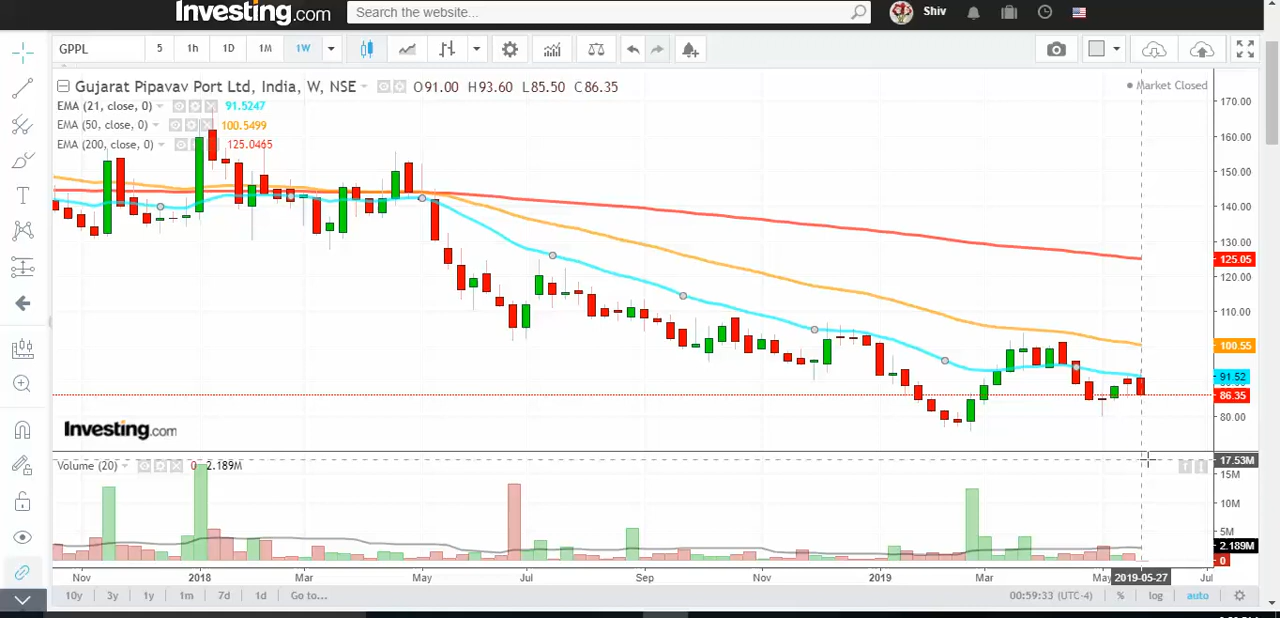 Investing.com
Search the website...
Shiv
GPPL 5 1h 1D 1M 1W
Gujarat Pipavav Port Ltd, India, W, NSE O91.00 H93.60 L85.50 C86.35
Market Closed
EMA (21, close, 0) 91.5247
EMA (50, close, 0) 100.5499
EMA (200, close, 0) 125.0465
170.00
160.00
150.00
140.00
130.00
125.05
120.00
110.00
100.55
91.52
86.35
80.00
Investing.com
Volume (20) 0 2.189M
17.53M
15M
10M
5M
2.189M
0
Nov 2018 Mar May Jul Sep Nov 2019 Mar May 2019-05-27 Jul
10y 3y 1y 1m 7d 1d Go to... 00:59:33 (UTC-4) % log auto